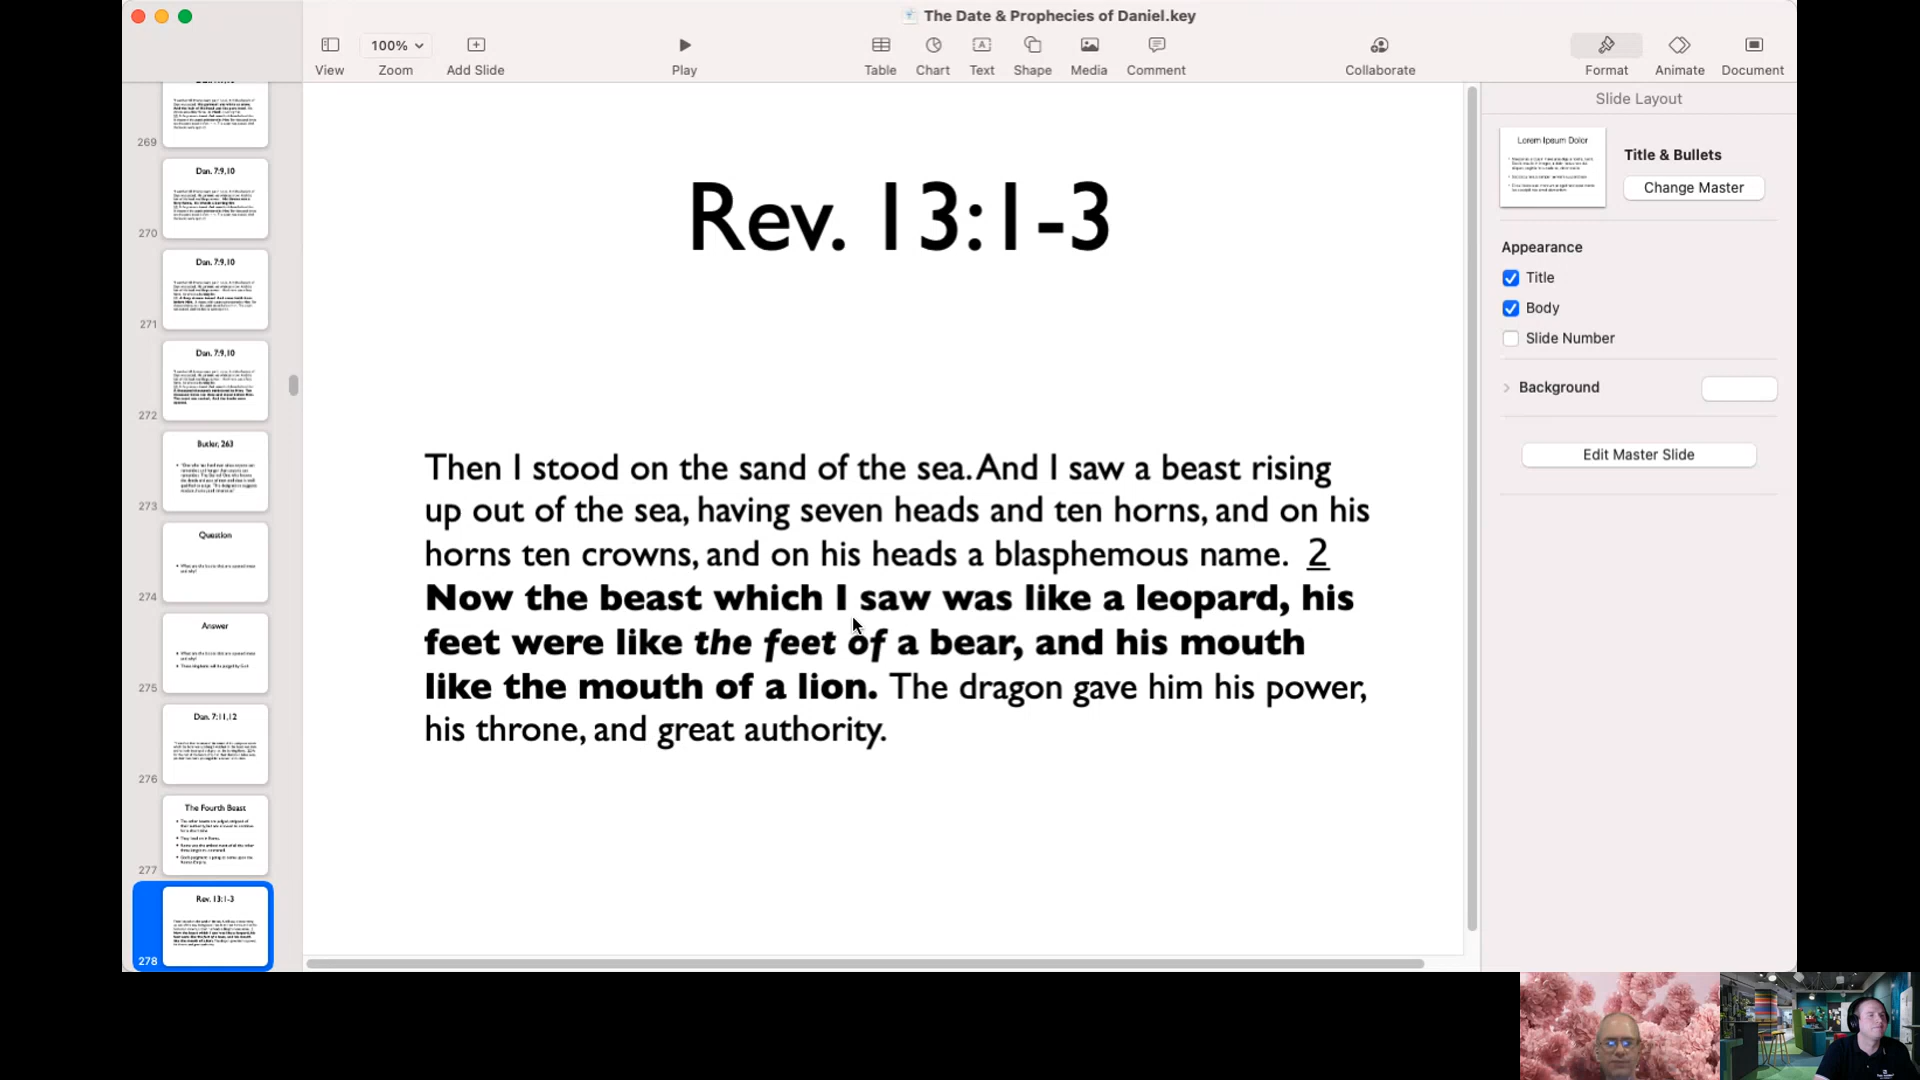 The Date & Prophecies of Daniel.key
View
100%
Zoom
Add Slide
Play
Table
Chart
Text
Shape
Media
Comment
Collaborate
Format
Animate
Document
269
Dan. 7:9,10
270
Dan. 7:9,10
271
Dan. 7:9,10
272
Butler, 263
273
Question
274
Answer
275
Dan. 7:11,12
276
The Fourth Beast
277
Rev. 13:1-3
278
Rev. 13:1-3
Then I stood on the sand of the sea. And I saw a beast rising
up out of the sea, having seven heads and ten horns, and on his
horns ten crowns, and on his heads a blasphemous name. 2
Now the beast which I saw was like a leopard, his
feet were like the feet of a bear, and his mouth
like the mouth of a lion. The dragon gave him his power,
his throne, and great authority.
Slide Layout
Lorem Ipsum Dolor
Title & Bullets
Change Master
Appearance
Title
Body
Slide Number
Background
Edit Master Slide